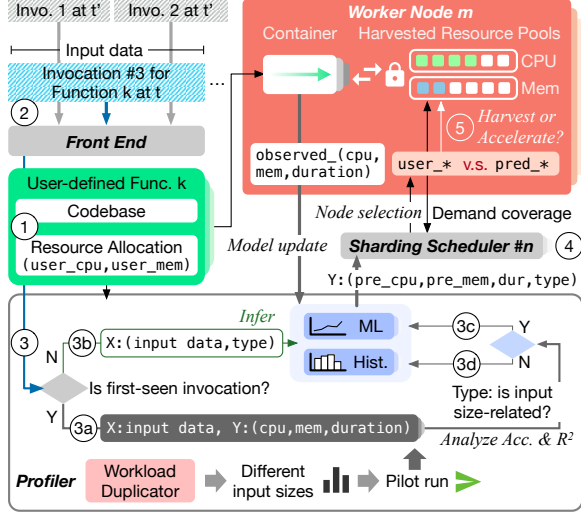 Invo. 1 at t'
Invo. 2 at t'
Input data
Invocation #3 for
Function k at t
...
2
Front End
User-defined Func. k
Codebase
1
Resource Allocation
(user_cpu,user_mem)
Worker Node m
Container
Harvested Resource Pools
CPU
Mem
5
Harvest or
Accelerate?
observed_(cpu,
mem,duration)
user_* v.s. pred_*
Node selection
Demand coverage
Model update
Sharding Scheduler #n
4
Y:(pre_cpu,pre_mem,dur,type)
3
N
3b
Infer
X:(input data,type)
ML
Hist.
3c
3d
Y
N
Is first-seen invocation?
Type: is input
size-related?
Y
3a
X:input data, Y:(cpu,mem,duration)
Analyze Acc. & R²
Profiler
Workload
Duplicator
Different
input sizes
Pilot run